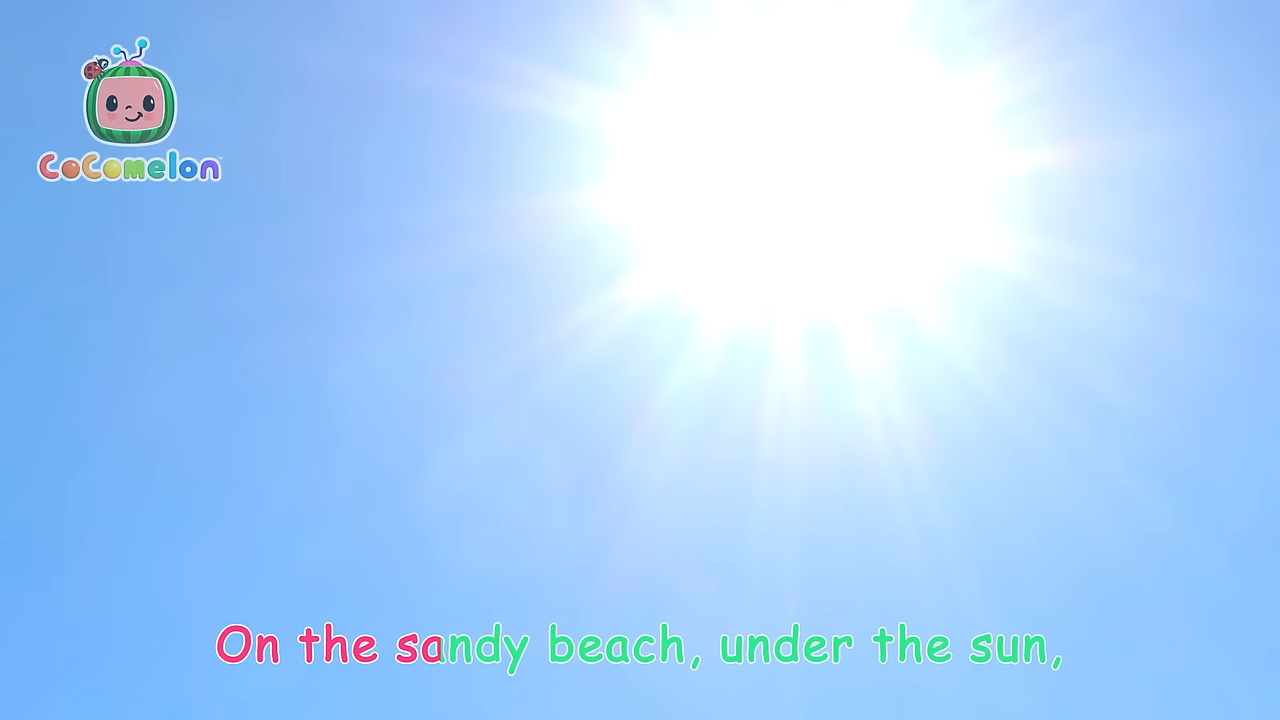 CoComelon
On the sandy beach, under the sun,